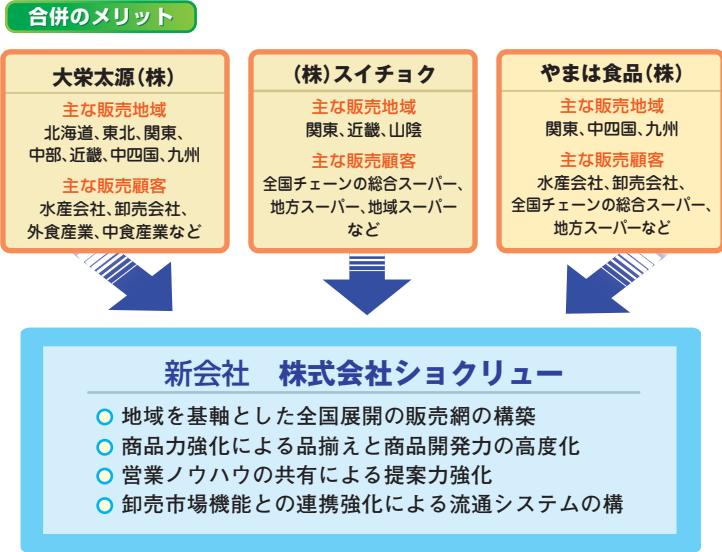 合併のメリット
大栄太源(株)
主な販売地域
北海道、東北、関東、
中部、近畿、中四国、九州
主な販売顧客
水産会社、卸売会社、
外食産業、中食産業など
(株)スイチョク
主な販売地域
関東、近畿、山陰
主な販売顧客
全国チェーンの総合スーパー、
地方スーパー、地域スーパー
など
やまは食品(株)
主な販売地域
関東、中四国、九州
主な販売顧客
水産会社、卸売会社、
全国チェーンの総合スーパー、
地方スーパーなど
新会社 株式会社ショクリュー
地域を基軸とした全国展開の販売網の構築
商品力強化による品揃えと商品開発力の高度化
営業ノウハウの共有による提案力強化
卸売市場機能との連携強化による流通システムの構